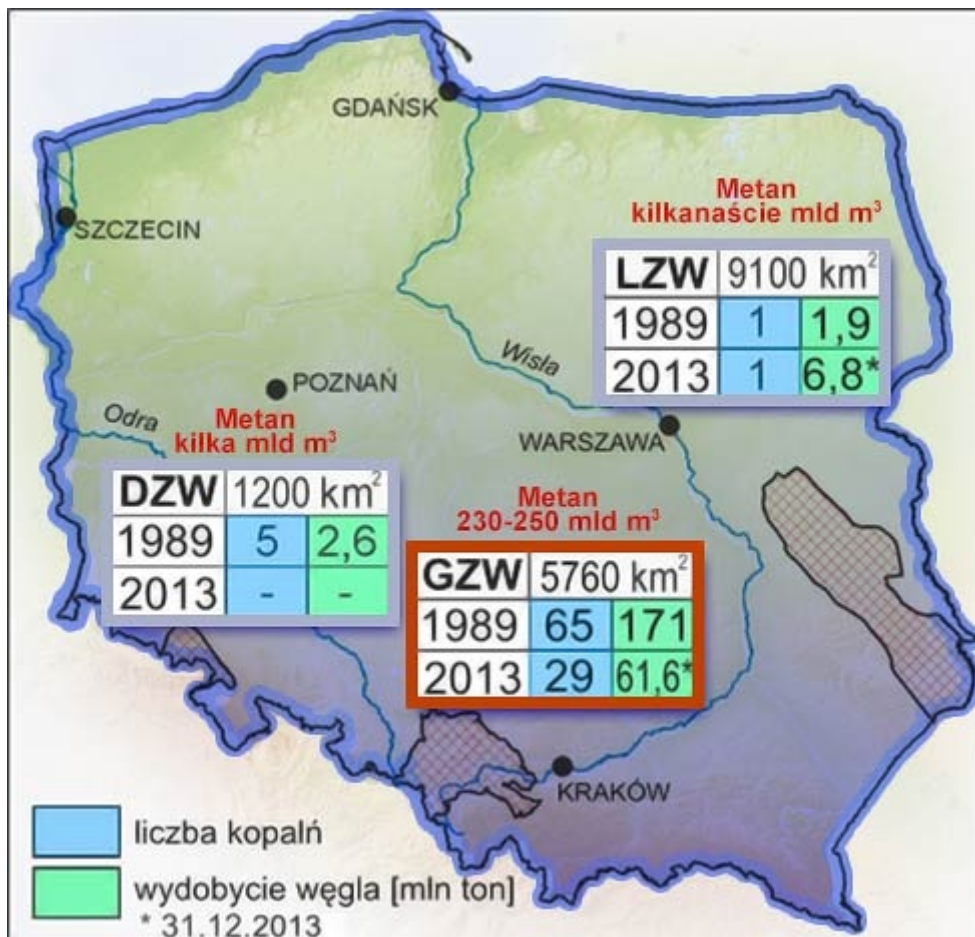 GDAŃSK
SZCZECIN
Metan
kilkanaście mld m³
LZW 9100 km²
1989 1 1,9
2013 1 6,8*
Wisła
POZNAŃ
Odra
WARSZAWA
Metan
kilka mld m³
DZW 1200 km²
1989 5 2,6
2013 - -
Metan
230-250 mld m³
GZW 5760 km²
1989 65 171
2013 29 61,6*
KRAKÓW
liczba kopalń
wydobycie węgla [mln ton]
* 31.12.2013